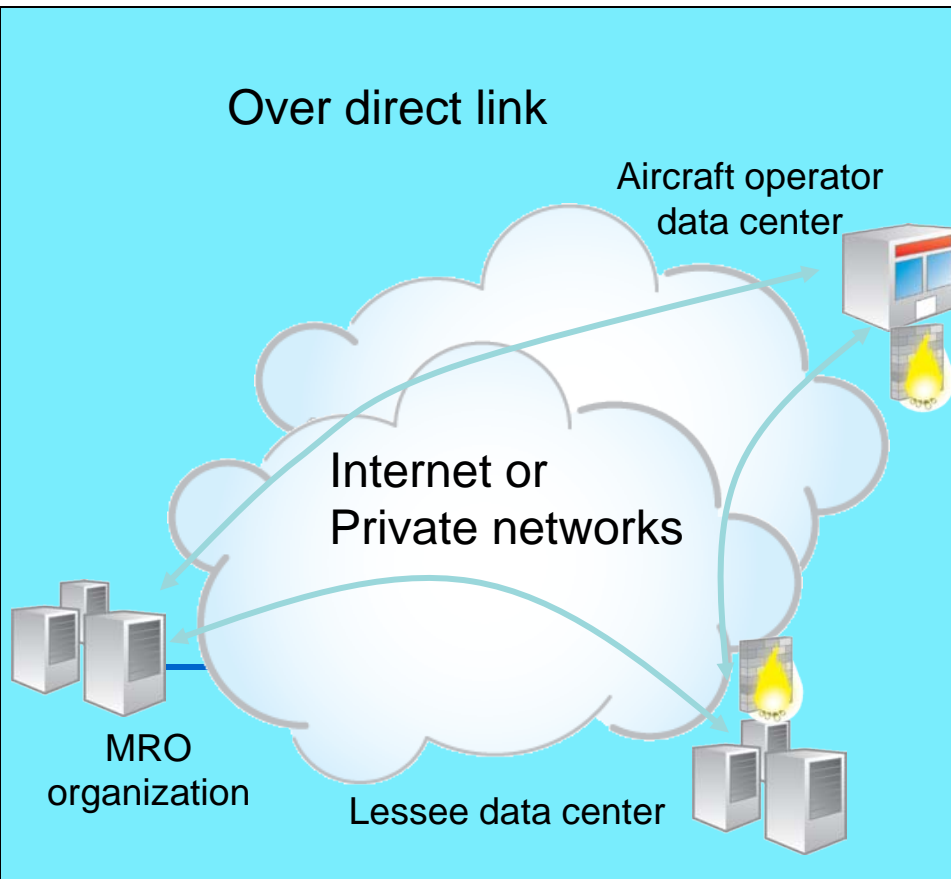 Over direct link
Aircraft operator
data center
Internet or
Private networks
MRO
organization
Lessee data center